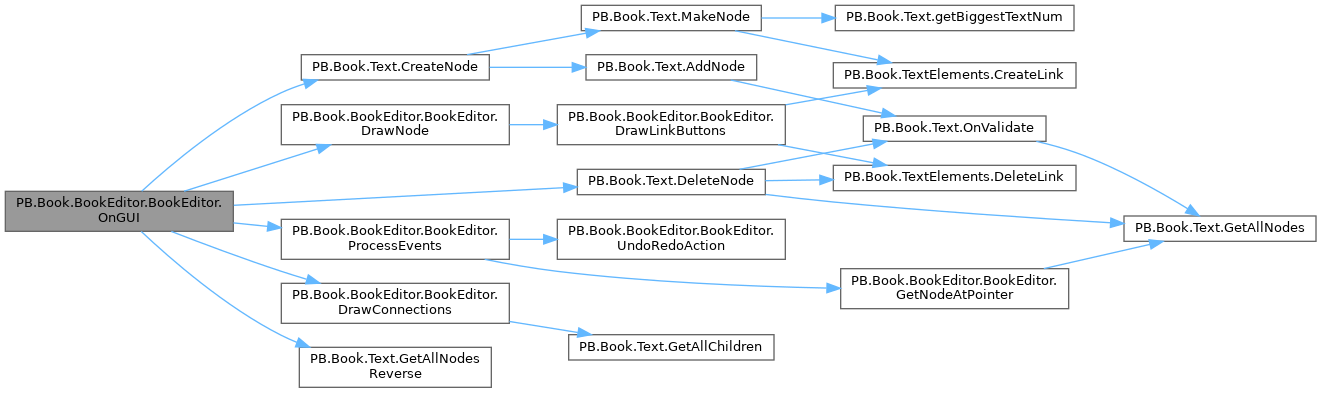 PB.Book.BookEditor.BookEditor.
OnGUI
PB.Book.Text.CreateNode
PB.Book.BookEditor.BookEditor.
DrawNode
PB.Book.Text.DeleteNode
PB.Book.BookEditor.BookEditor.
ProcessEvents
PB.Book.BookEditor.BookEditor.
DrawConnections
PB.Book.Text.GetAllNodes
Reverse
PB.Book.Text.MakeNode
PB.Book.Text.AddNode
PB.Book.BookEditor.BookEditor.
DrawLinkButtons
PB.Book.BookEditor.BookEditor.
UndoRedoAction
PB.Book.Text.GetAllChildren
PB.Book.Text.getBiggestTextNum
PB.Book.TextElements.CreateLink
PB.Book.Text.OnValidate
PB.Book.TextElements.DeleteLink
PB.Book.BookEditor.BookEditor.
GetNodeAtPointer
PB.Book.Text.GetAllNodes